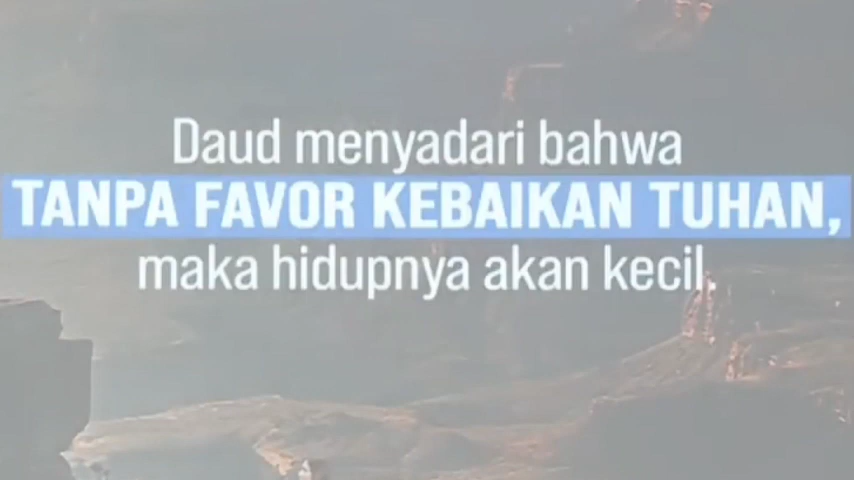 Daud menyadari bahwa
TANPA FAVOR KEBAIKAN TUHAN,
maka hidupnya akan kecil.